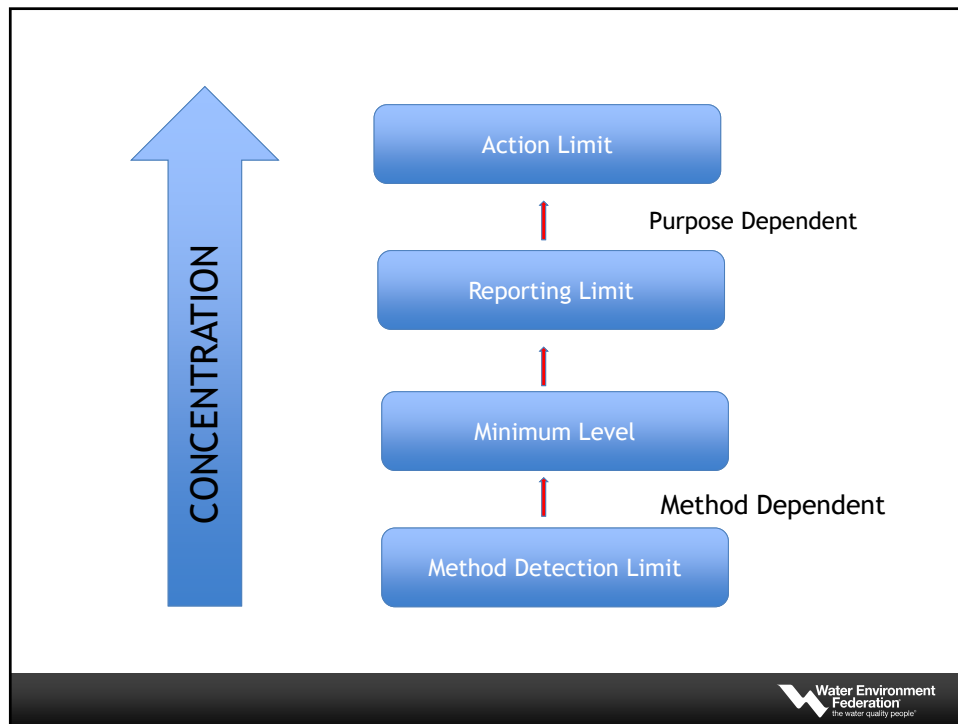 Action Limit
Purpose Dependent
CONCENTRATION
Reporting Limit
Minimum Level
Method Dependent
Method Detection Limit
Water Environment
Federation®
the water quality people®